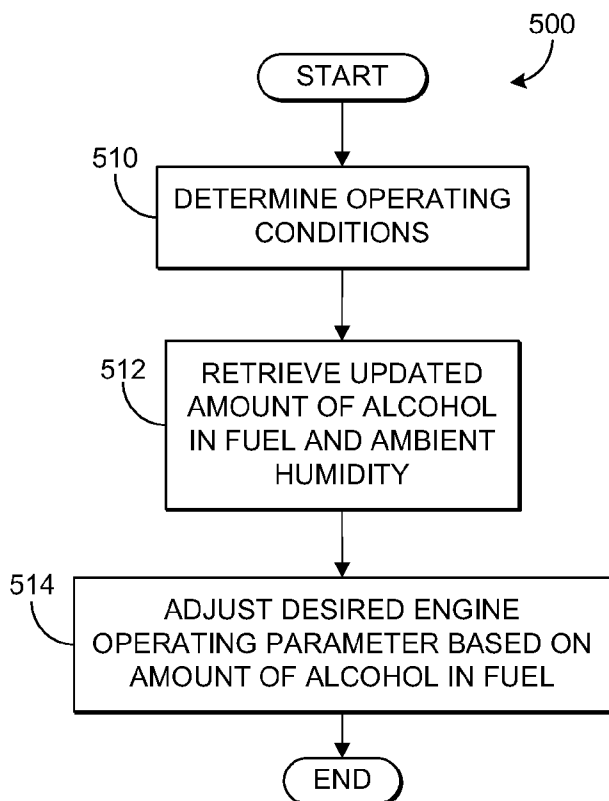 500
START
510
DETERMINE OPERATING
CONDITIONS
512
RETRIEVE UPDATED
AMOUNT OF ALCOHOL
IN FUEL AND AMBIENT
HUMIDITY
514
ADJUST DESIRED ENGINE
OPERATING PARAMETER BASED ON
AMOUNT OF ALCOHOL IN FUEL
END